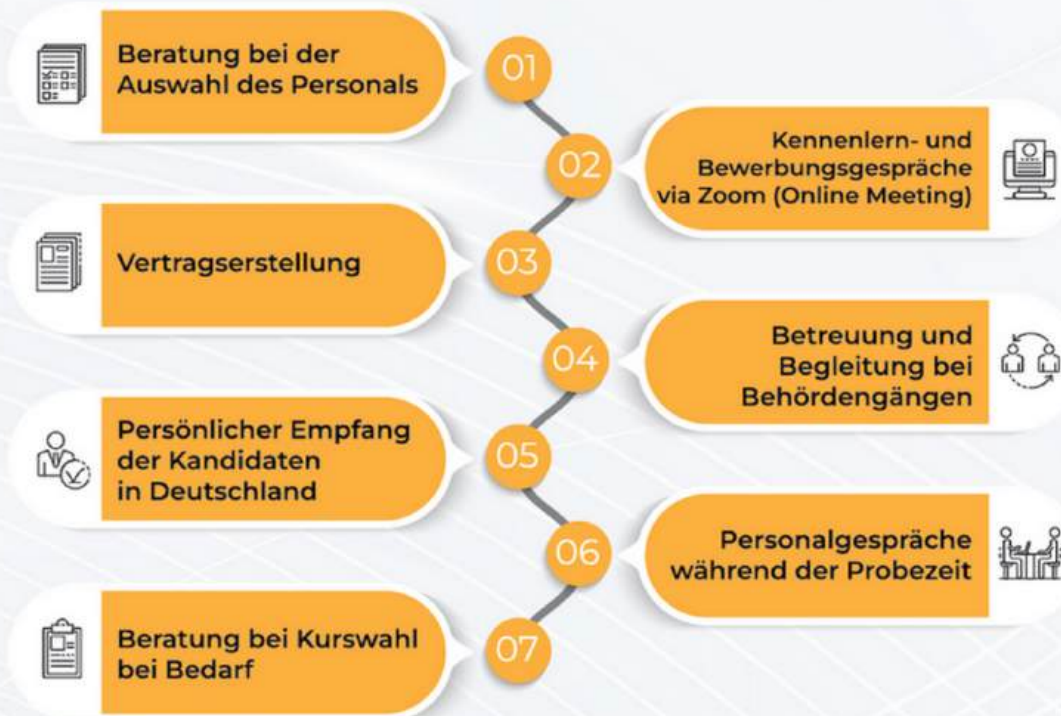 01
Beratung bei der
Auswahl des Personals
02
Kennenlern- und
Bewerbungsgespräche
via Zoom (Online Meeting)
03
Vertragserstellung
04
Betreuung und
Begleitung bei
Behördengängen
05
Persönlicher Empfang
der Kandidaten
in Deutschland
06
Personalgespräche
während der Probezeit
07
Beratung bei Kurswahl
bei Bedarf